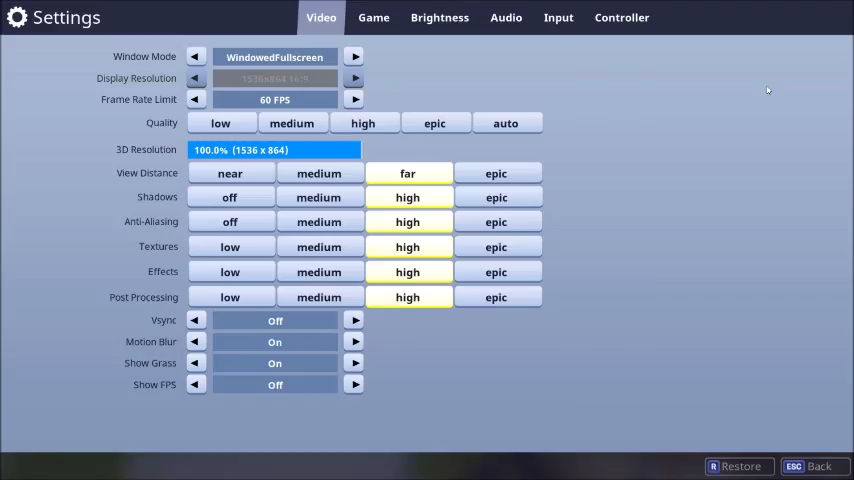 Settings Video Game Brightness Audio Input Controller
Window Mode WindowedFullscreen
Display Resolution 1536x864 16:9
Frame Rate Limit 60 FPS
Quality low medium high epic auto
3D Resolution 100.0% (1536 x 864)
View Distance near medium far epic
Shadows off medium high epic
Anti-Aliasing off medium high epic
Textures low medium high epic
Effects low medium high epic
Post Processing low medium high epic
Vsync Off
Motion Blur On
Show Grass On
Show FPS Off
R Restore ESC Back